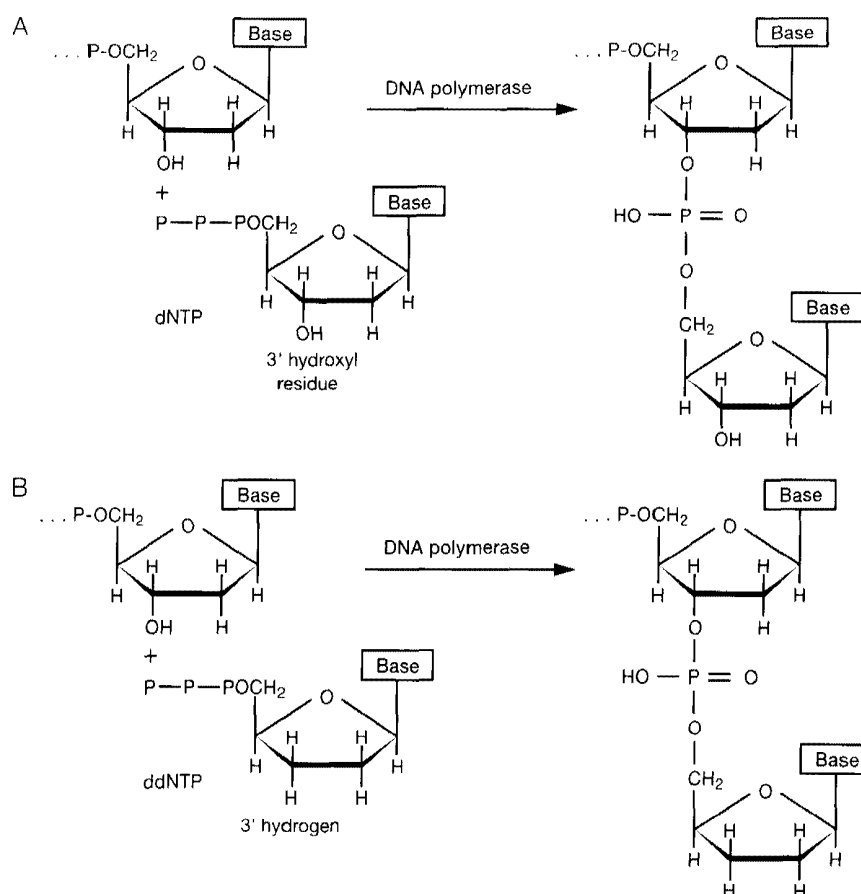 A
Base
... P-OCH2
O
DNA polymerase
H H
H H H
OH
+
Base
P—P—POCH2
O
H H
H H H
dNTP
OH
3' hydroxyl
residue
Base
... P-OCH2
O
H H
H H H
O
HO—P=O
O
CH2
Base
O
H H
H H H
OH
B
Base
... P-OCH2
O
DNA polymerase
H H
H H H
OH
+
Base
P—P—POCH2
O
H H
H H H H
ddNTP
3' hydrogen
Base
... P-OCH2
O
H H
H H H
O
HO—P=O
O
CH2
Base
O
H H
H H H H